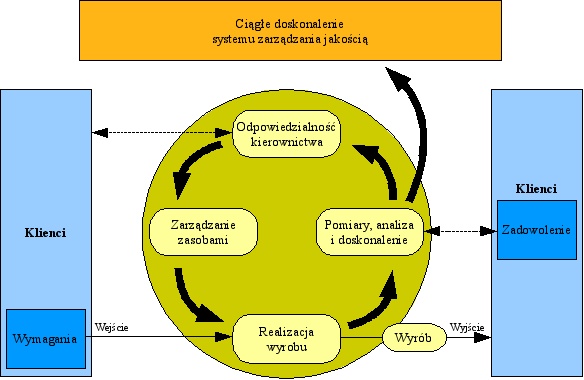 Ciągłe doskonalenie
systemu zarządzania jakością
Odpowiedzialność
kierownictwa
Klienci
Klienci
Zarządzanie
zasobami
Pomiary, analiza
i doskonalenie
Zadowolenie
Wymagania
Wejście
Realizacja
wyrobu
Wyrób
Wyjście